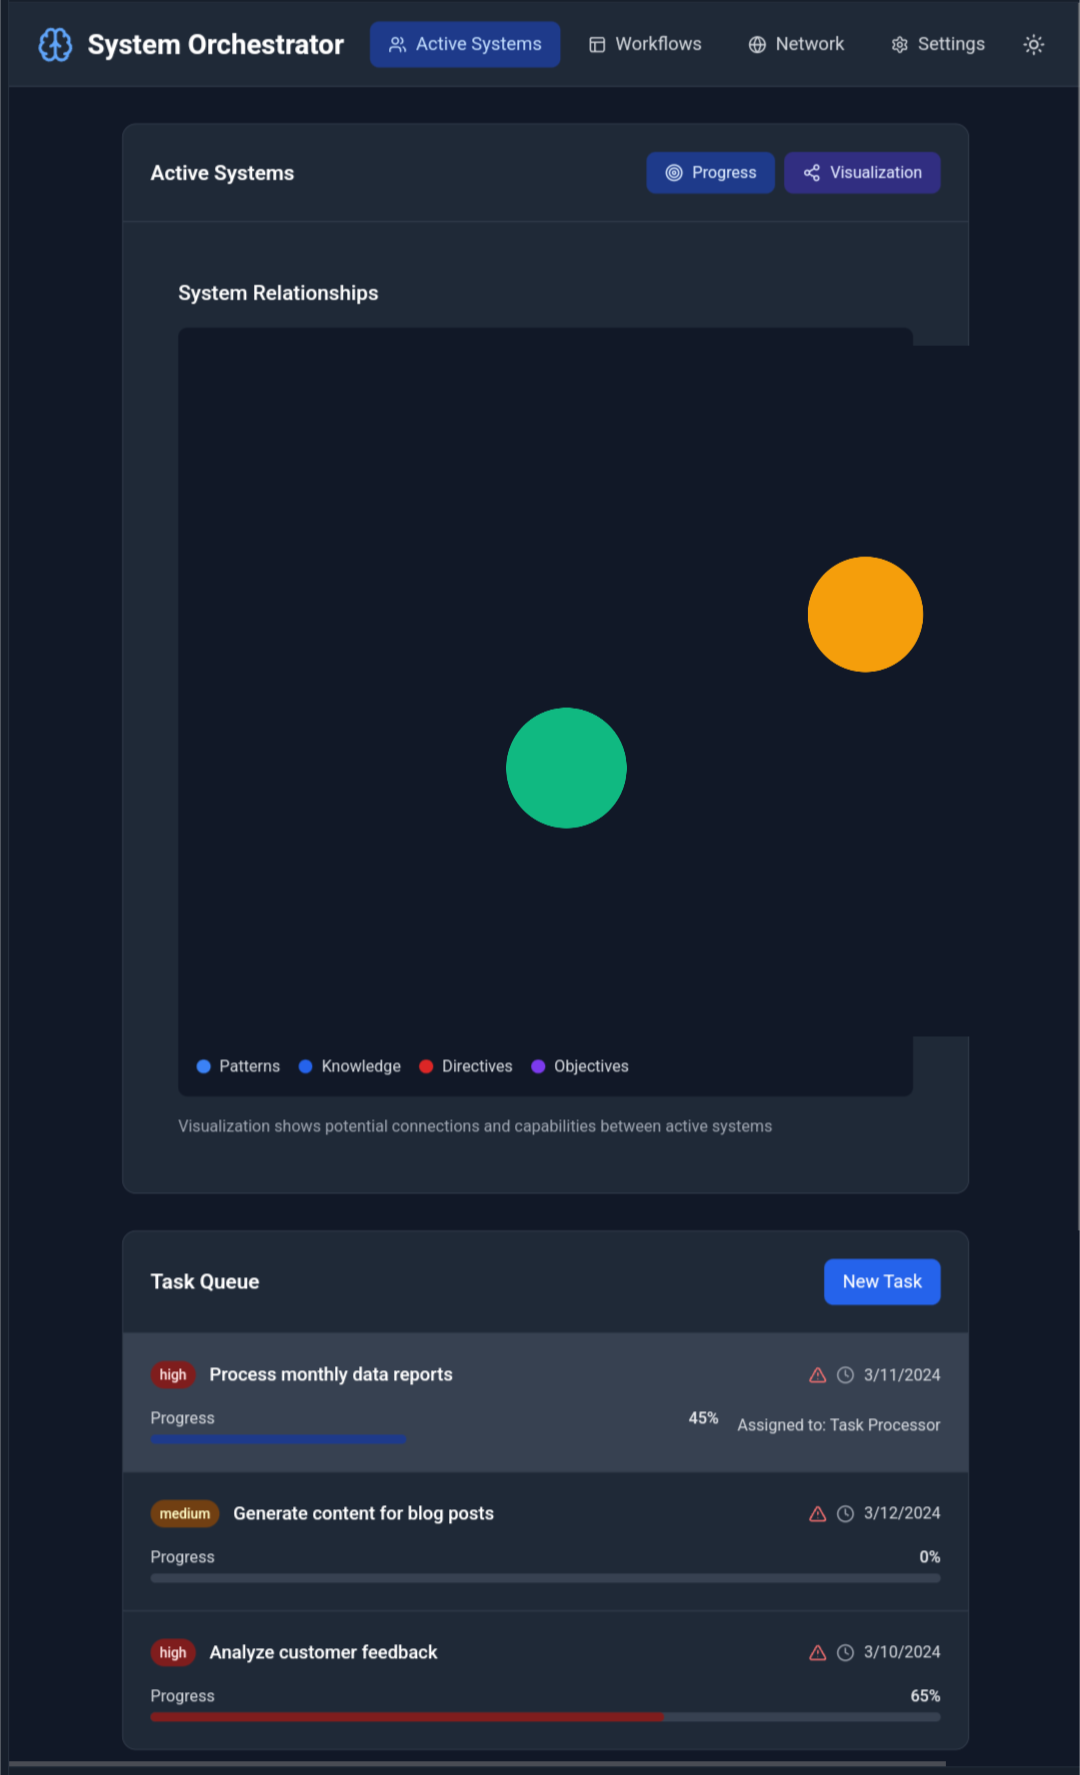 System Orchestrator Active Systems Workflows Network Settings
Active Systems Progress Visualization
System Relationships
Patterns Knowledge Directives Objectives
Visualization shows potential connections and capabilities between active systems
Task Queue New Task
high Process monthly data reports 3/11/2024
Progress 45% Assigned to: Task Processor
medium Generate content for blog posts 3/12/2024
Progress 0%
high Analyze customer feedback 3/10/2024
Progress 65%